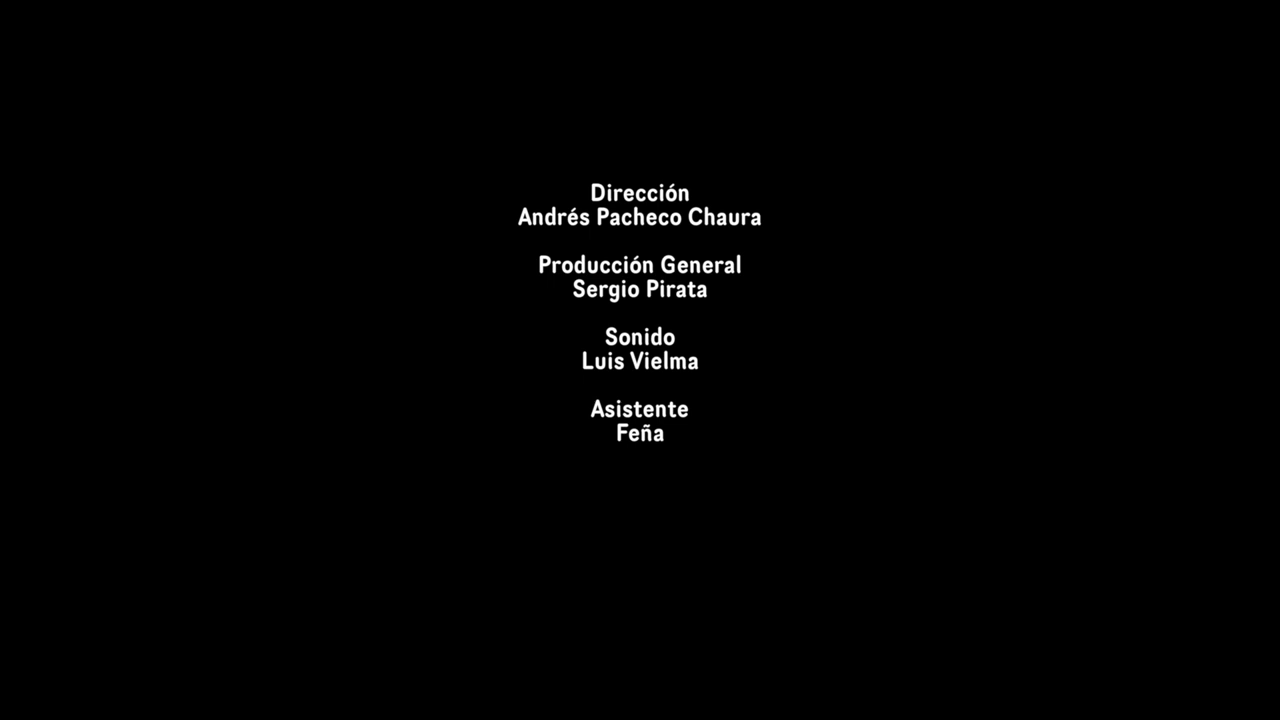 Dirección
Andrés Pacheco Chaura
Producción General
Sergio Pirata
Sonido
Luis Vielma
Asistente
Feña